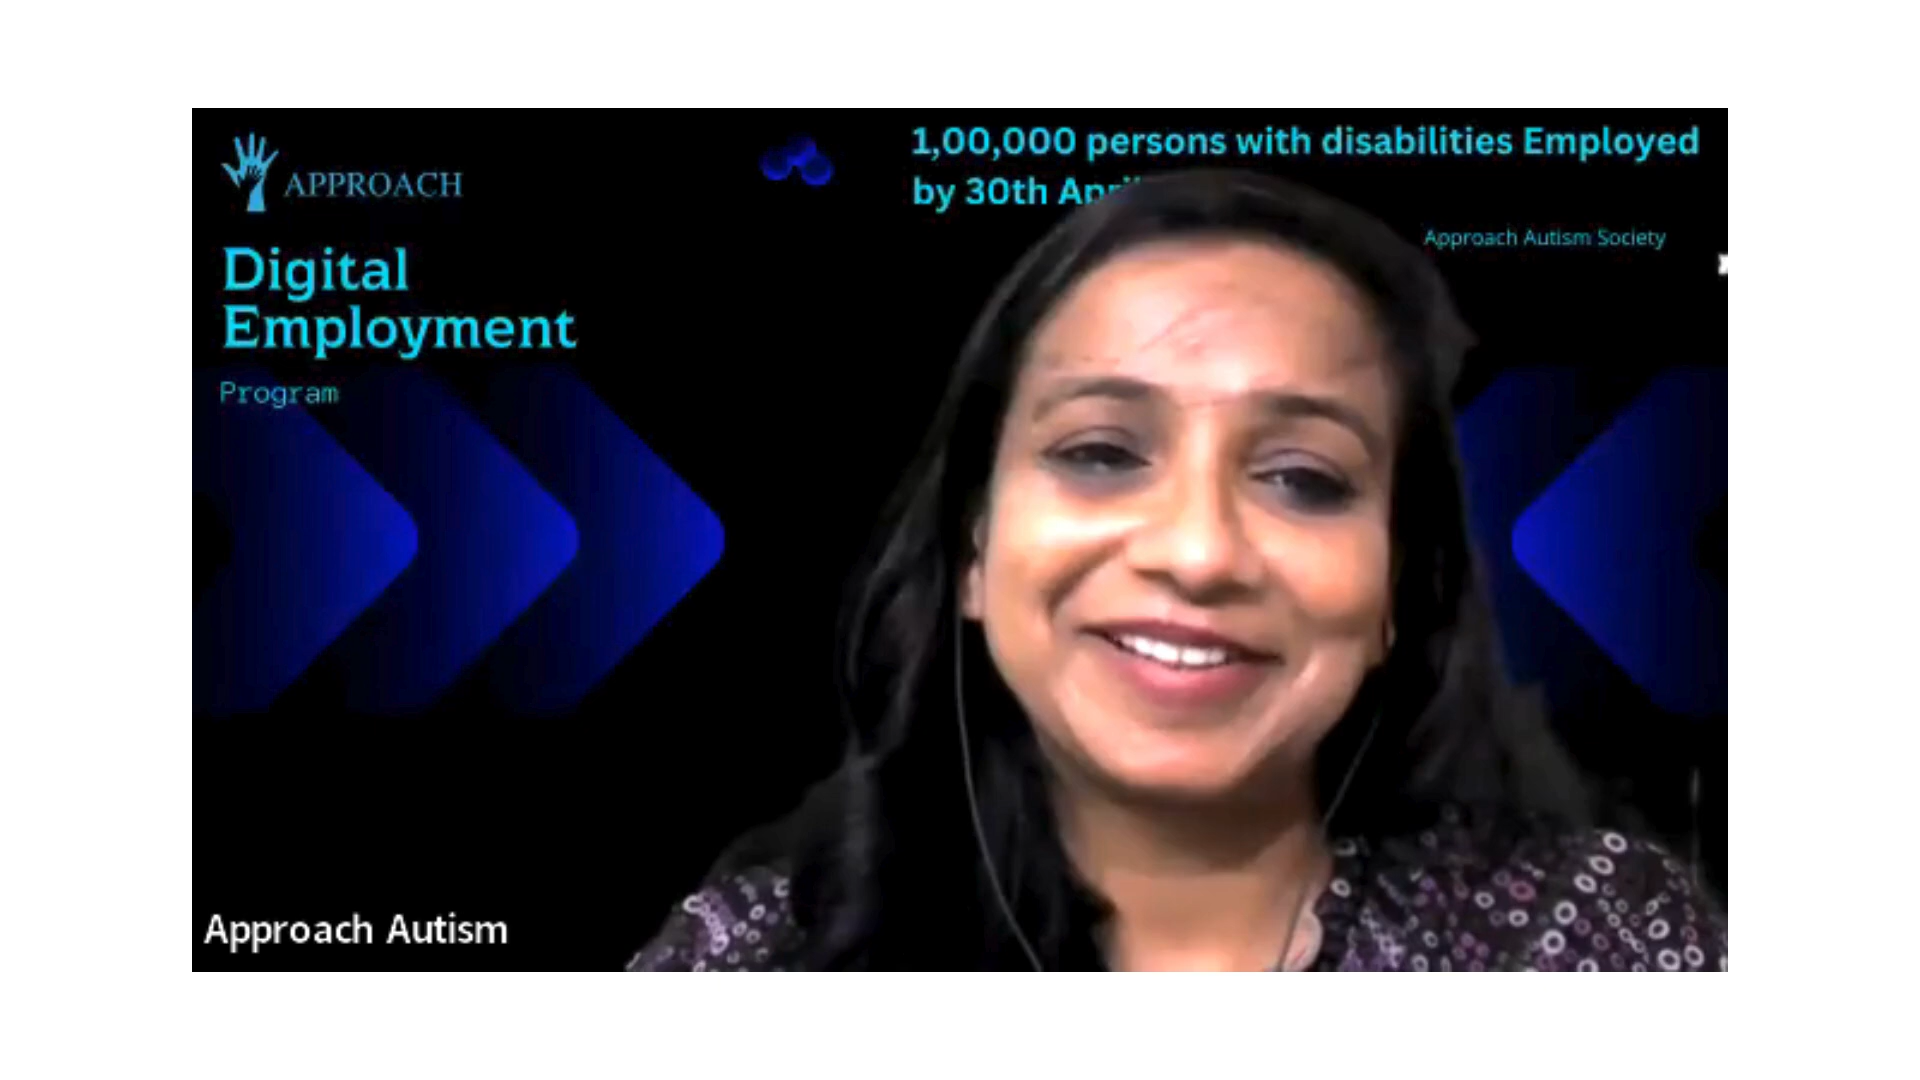 APPROACH
1,00,000 persons with disabilities Employed
by 30th
Approach Autism Society
Digital
Employment
Program
Approach Autism